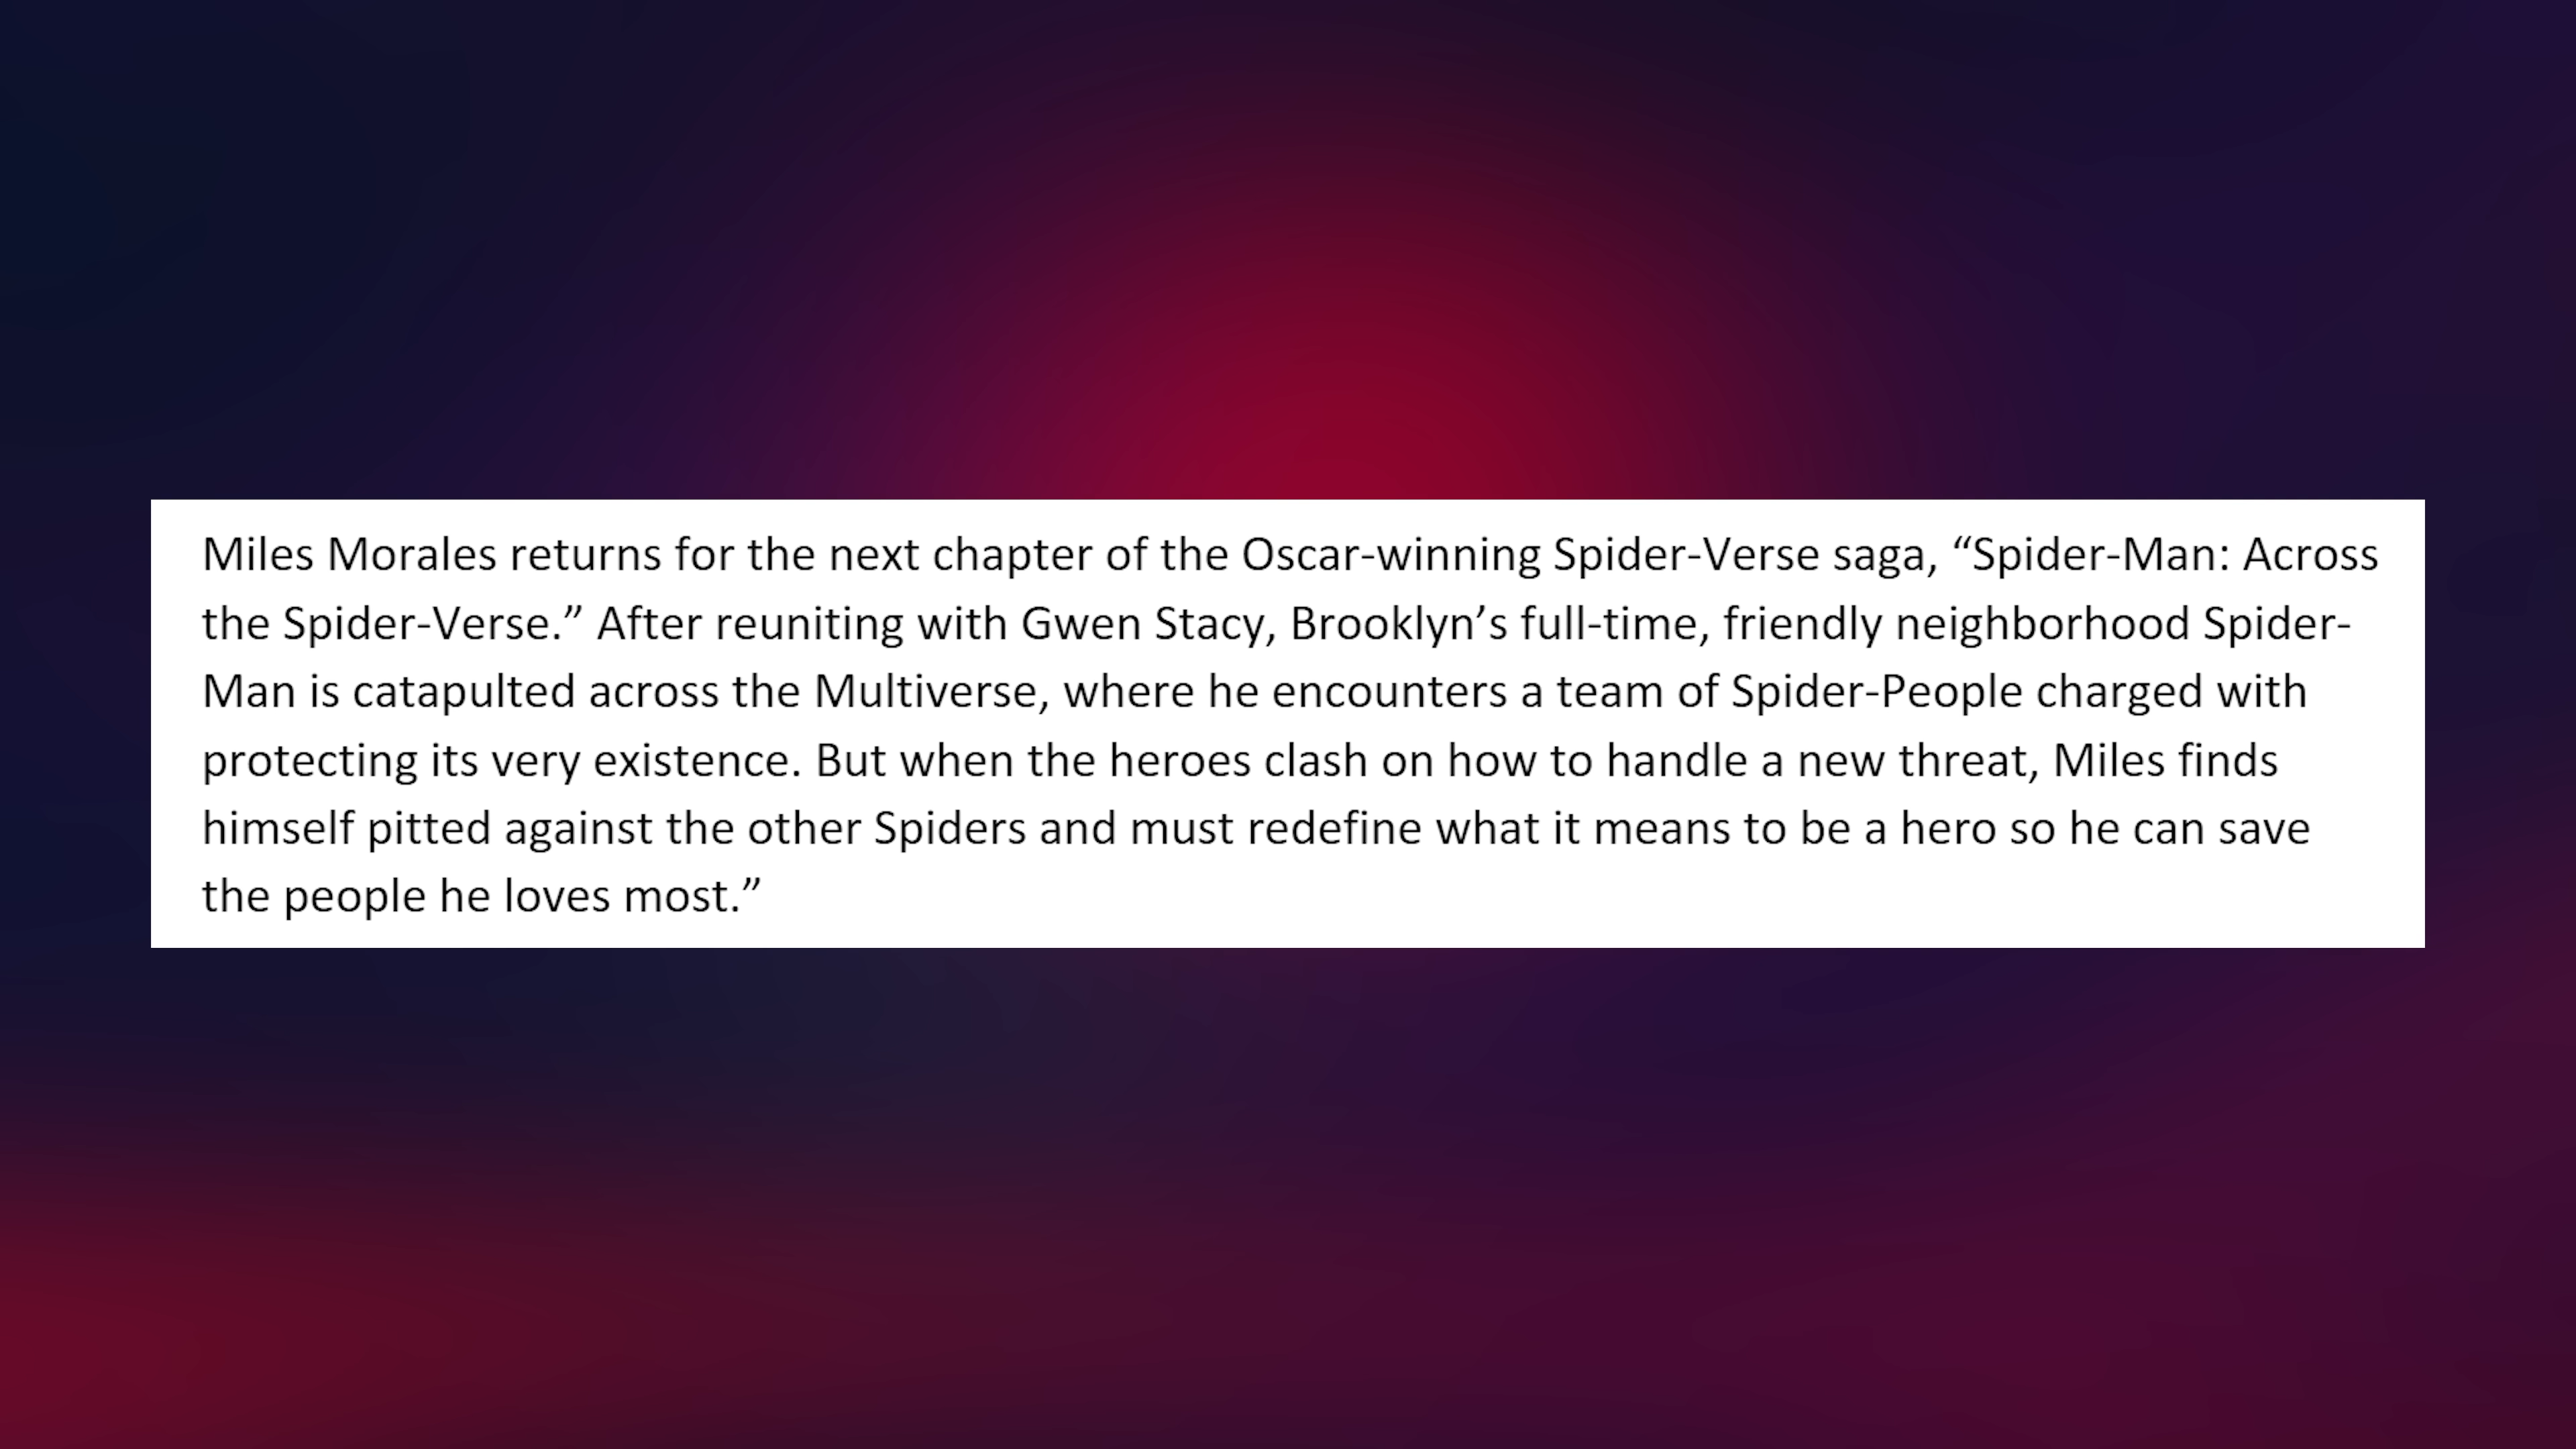 Miles Morales returns for the next chapter of the Oscar-winning Spider-Verse saga, “Spider-Man: Across
the Spider-Verse.” After reuniting with Gwen Stacy, Brooklyn’s full-time, friendly neighborhood Spider-
Man is catapulted across the Multiverse, where he encounters a team of Spider-People charged with
protecting its very existence. But when the heroes clash on how to handle a new threat, Miles finds
himself pitted against the other Spiders and must redefine what it means to be a hero so he can save
the people he loves most.”